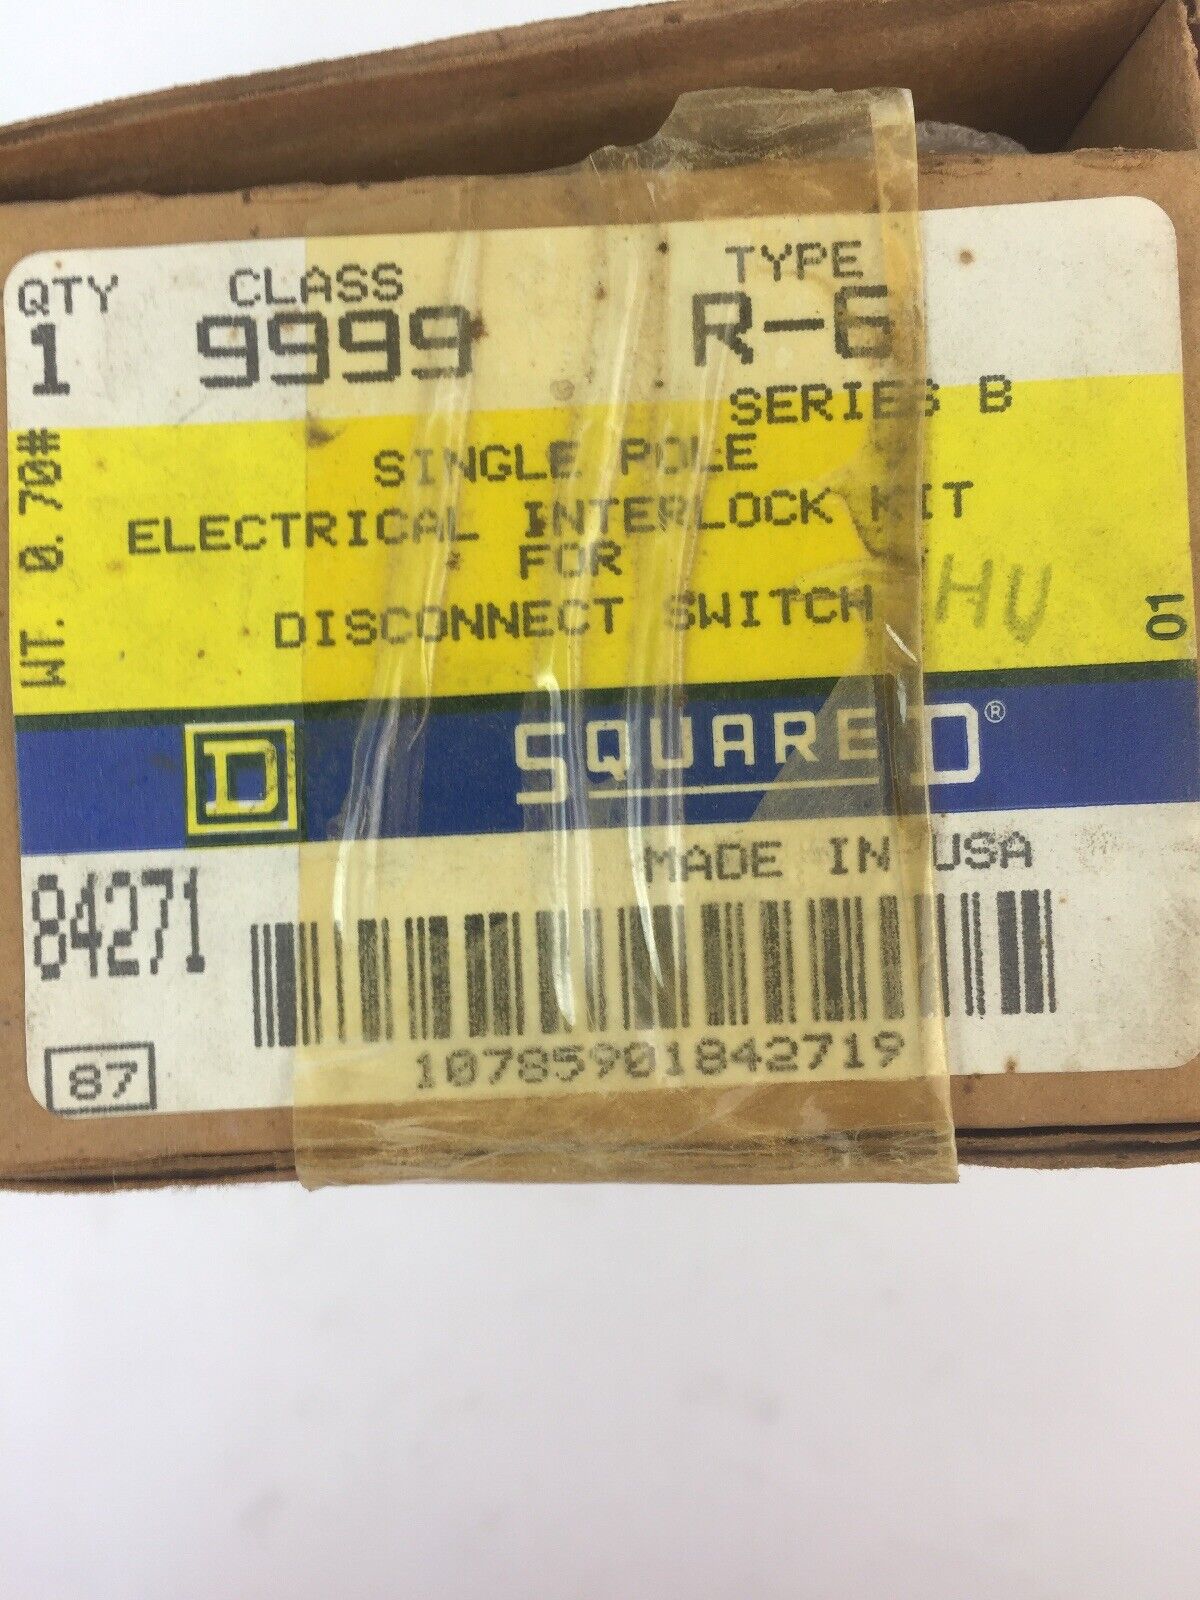 QTY CLASS TYPE
1 9999 R-6
SERIES B
WT. 0.70#
SINGLE POLE
ELECTRICAL INTERLOCK KIT
FOR
DISCONNECT SWITCH
HU
01
D SQUARE D®
MADE IN USA
84271
10785901842719
87